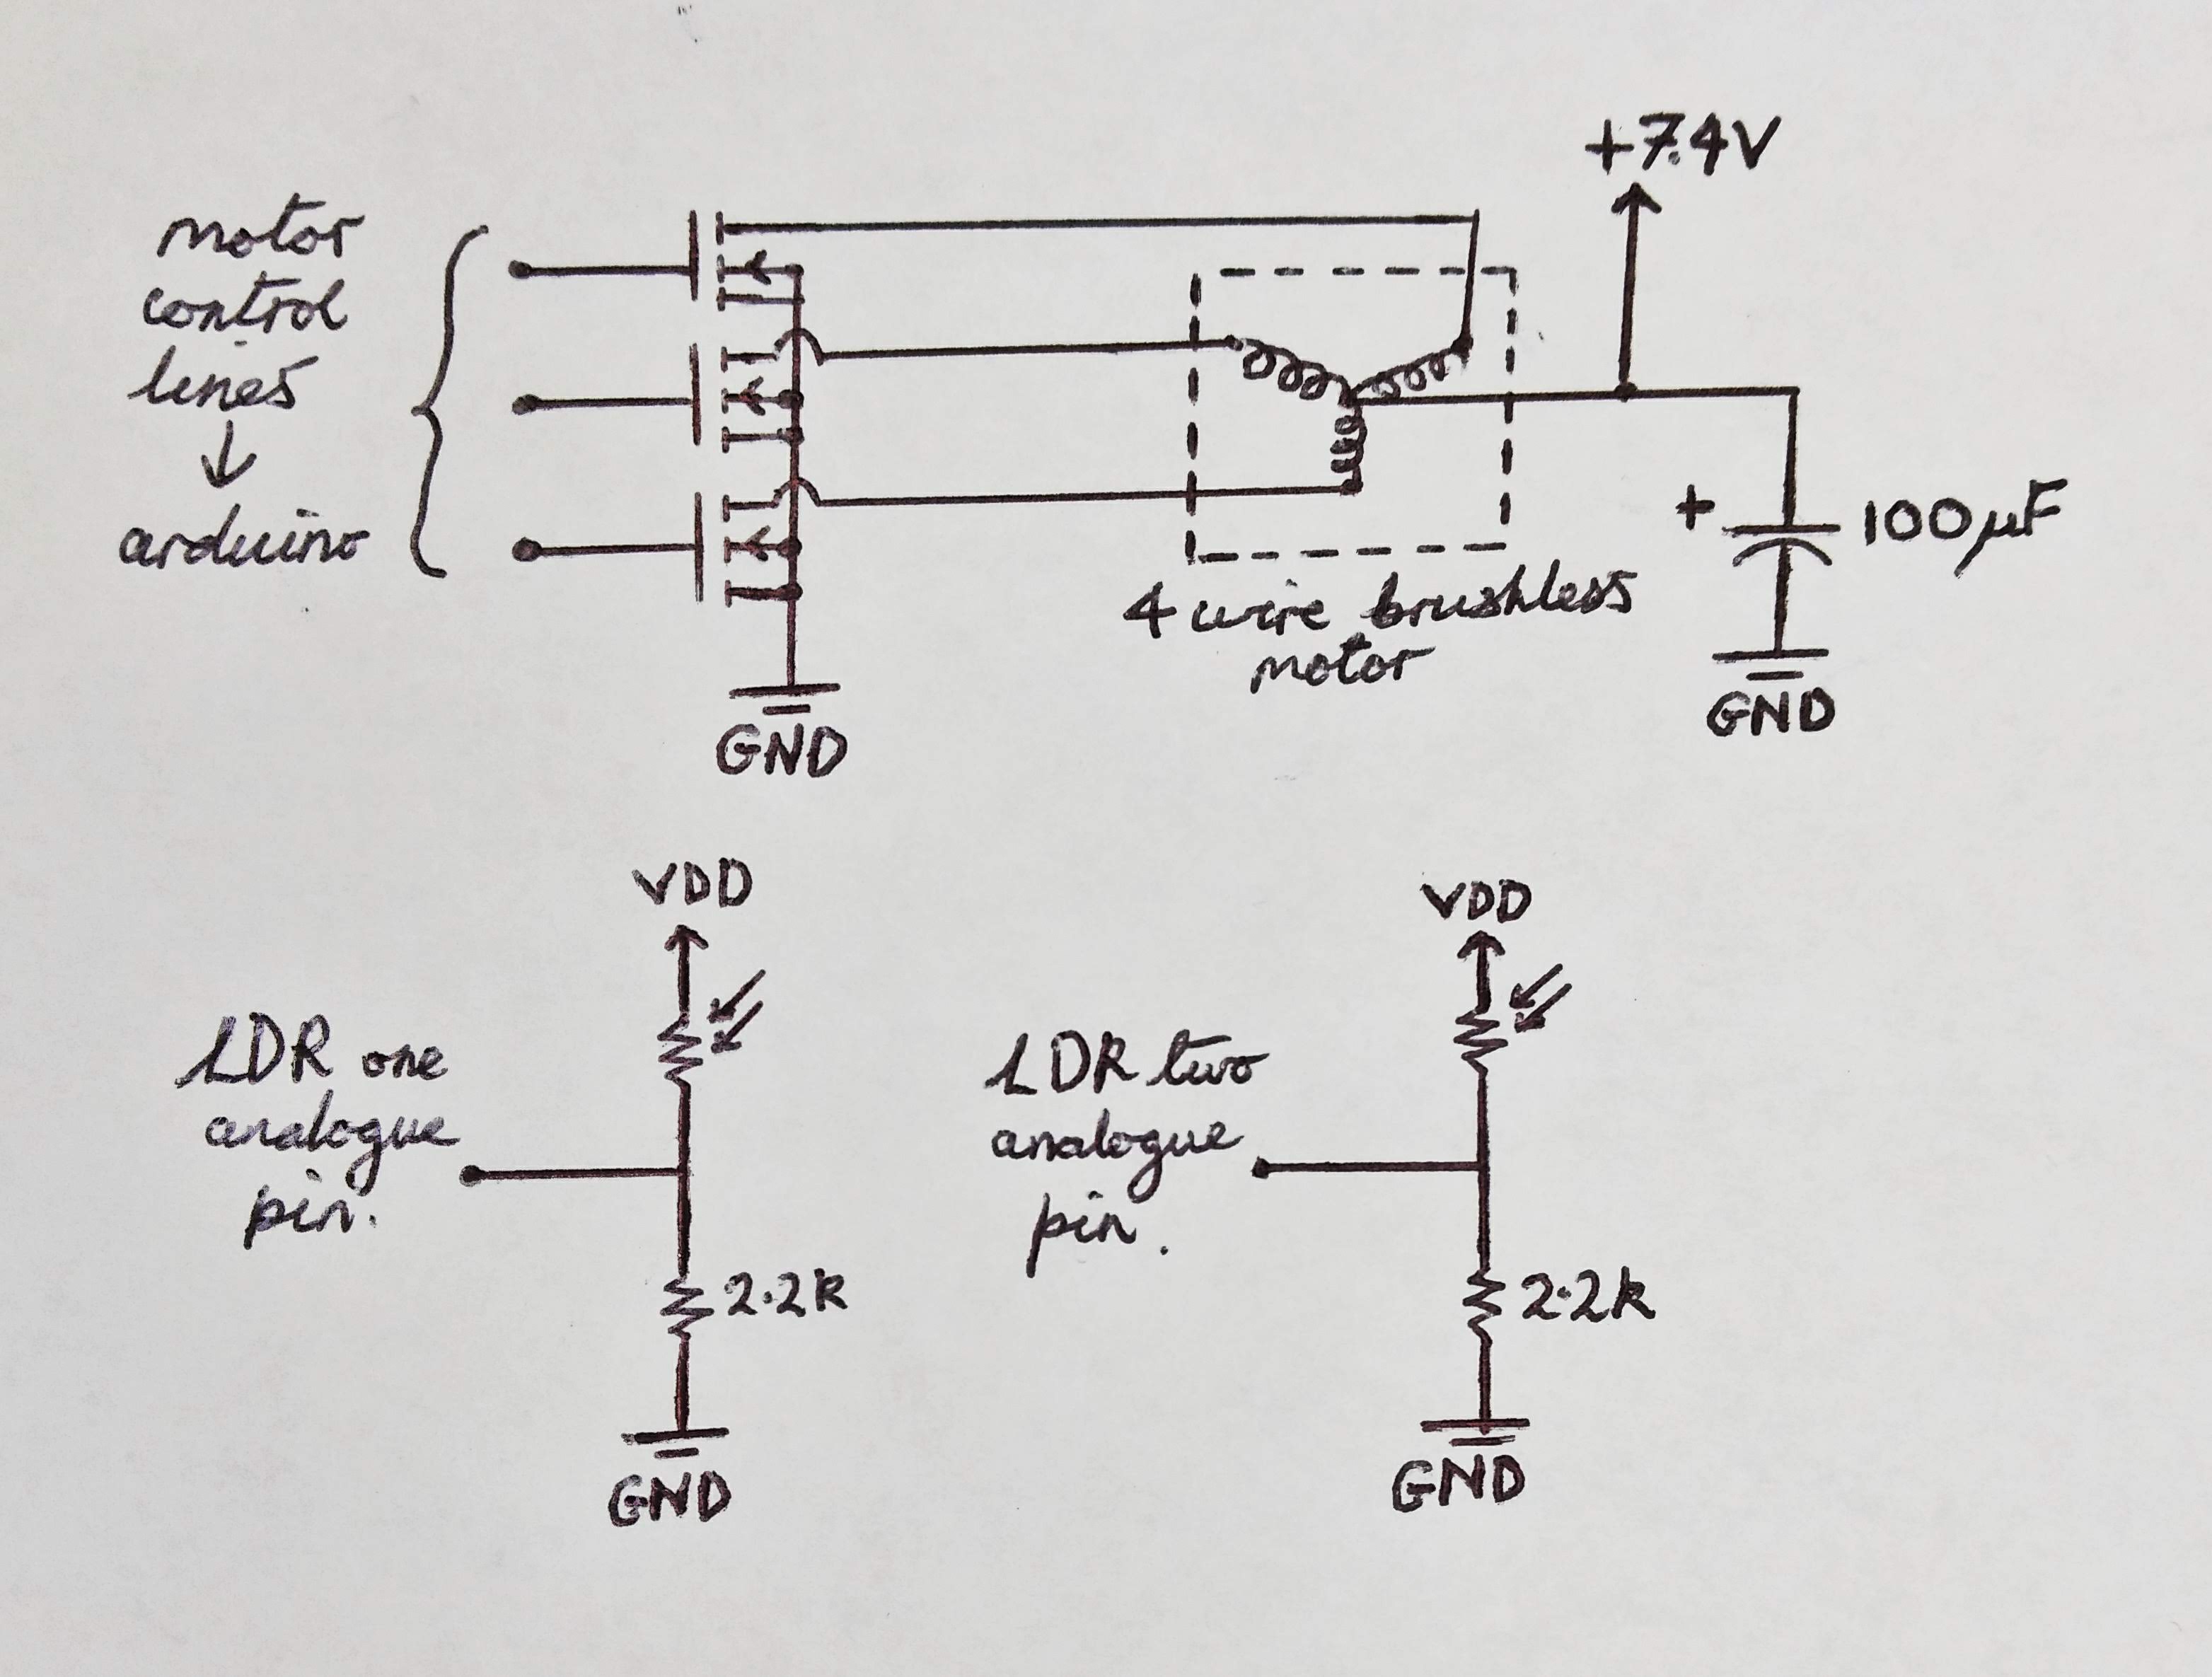 +7.4V
motor
control
lines
arduino
+ 100µF
4 wire brushless
motor
GND
GND
VDD
VDD
LDR one
analogue
pin.
LDR two
analogue
pin.
2.2k
2.2k
GND
GND